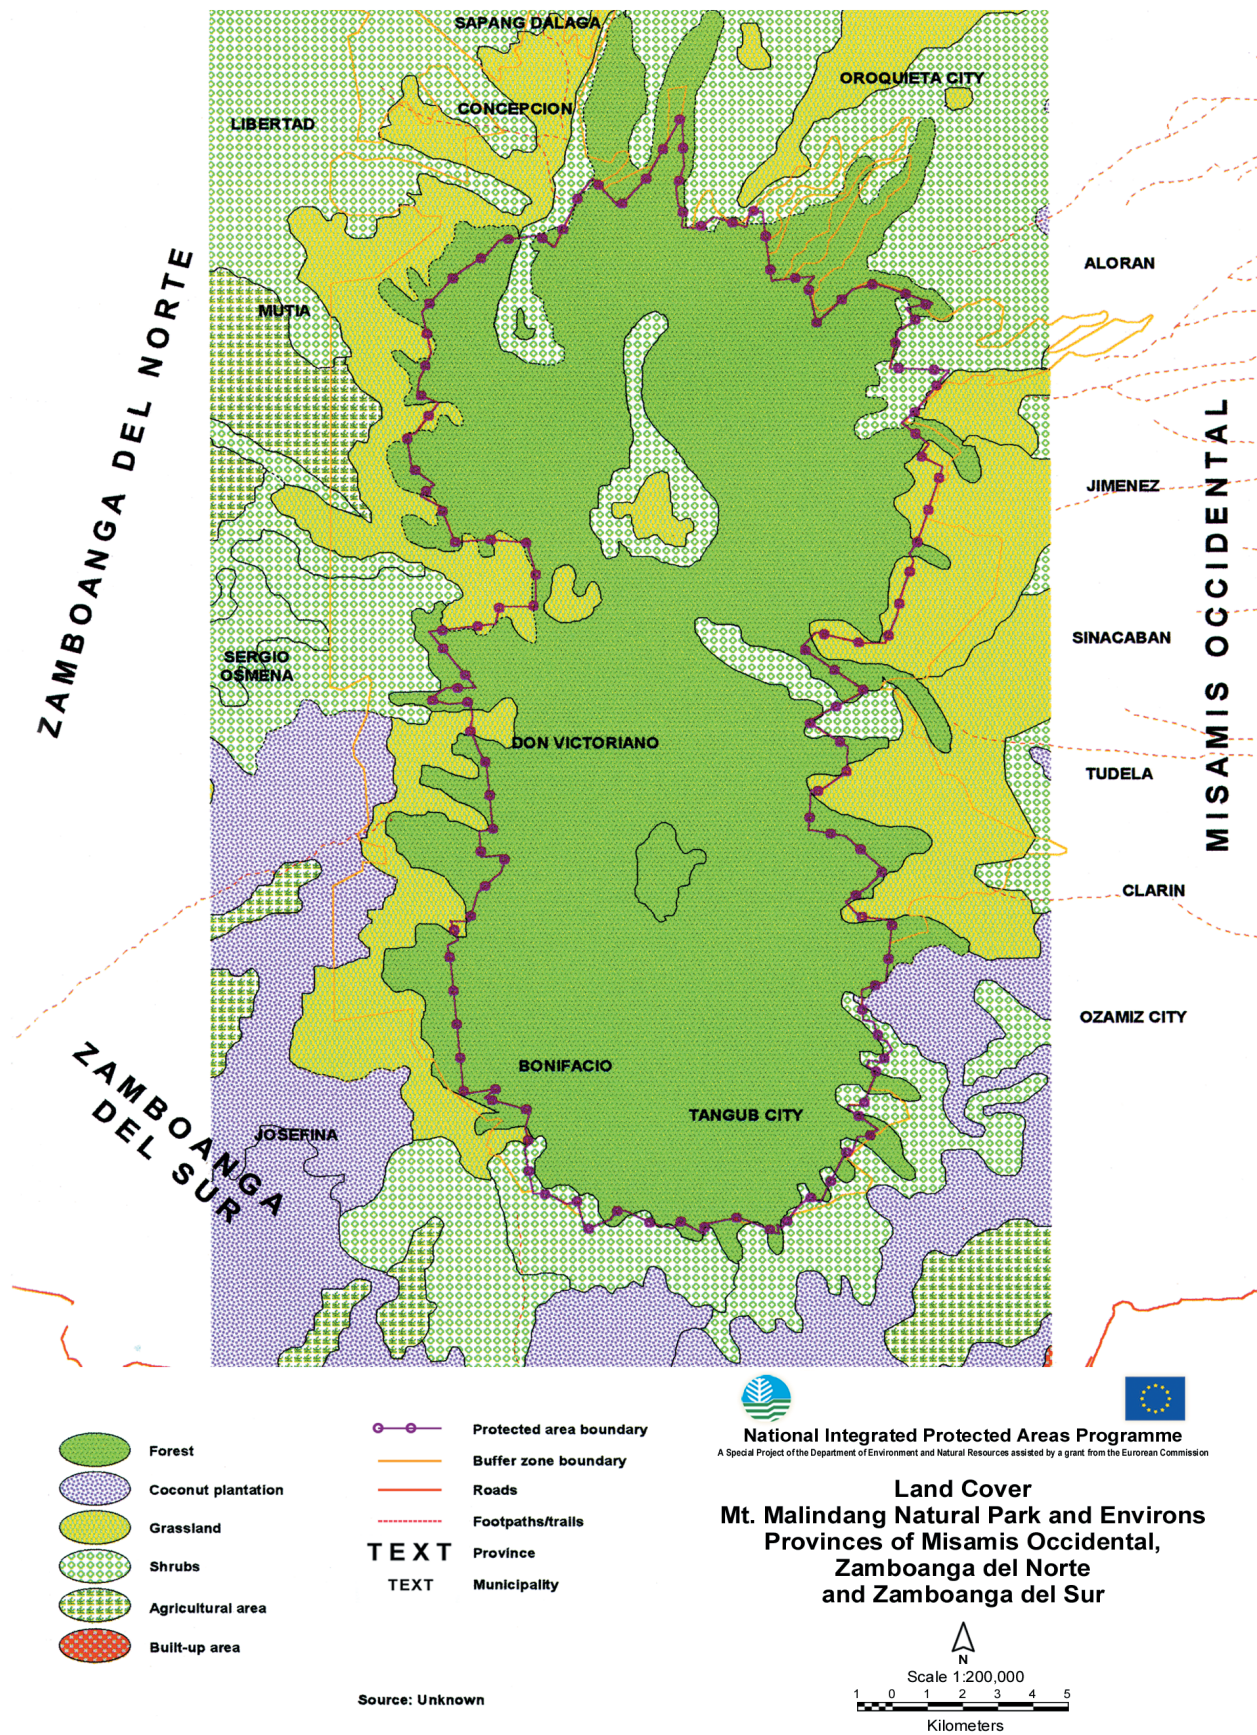 SAPANG DALAGA
OROQUIETA CITY
CONCEPCION
LIBERTAD
ALORAN
MUTIA
ZAMBOANGA DEL NORTE
JIMENEZ
MISAMIS OCCIDENTAL
SINACABAN
SERGIO
OSMENA
DON VICTORIANO
TUDELA
CLARIN
OZAMIZ CITY
BONIFACIO
TANGUB CITY
JOSEFINA
ZAMBOANGA
DEL SUR
Forest
Coconut plantation
Grassland
Shrubs
Agricultural area
Built-up area
Protected area boundary
Buffer zone boundary
Roads
Footpaths/trails
TEXT Province
TEXT Municipality
Source: Unknown
National Integrated Protected Areas Programme
A Special Project of the Department of Environment and Natural Resources assisted by a grant from the Eurorean Commission
Land Cover
Mt. Malindang Natural Park and Environs
Provinces of Misamis Occidental,
Zamboanga del Norte
and Zamboanga del Sur
N
Scale 1:200,000
1 0 1 2 3 4 5
Kilometers